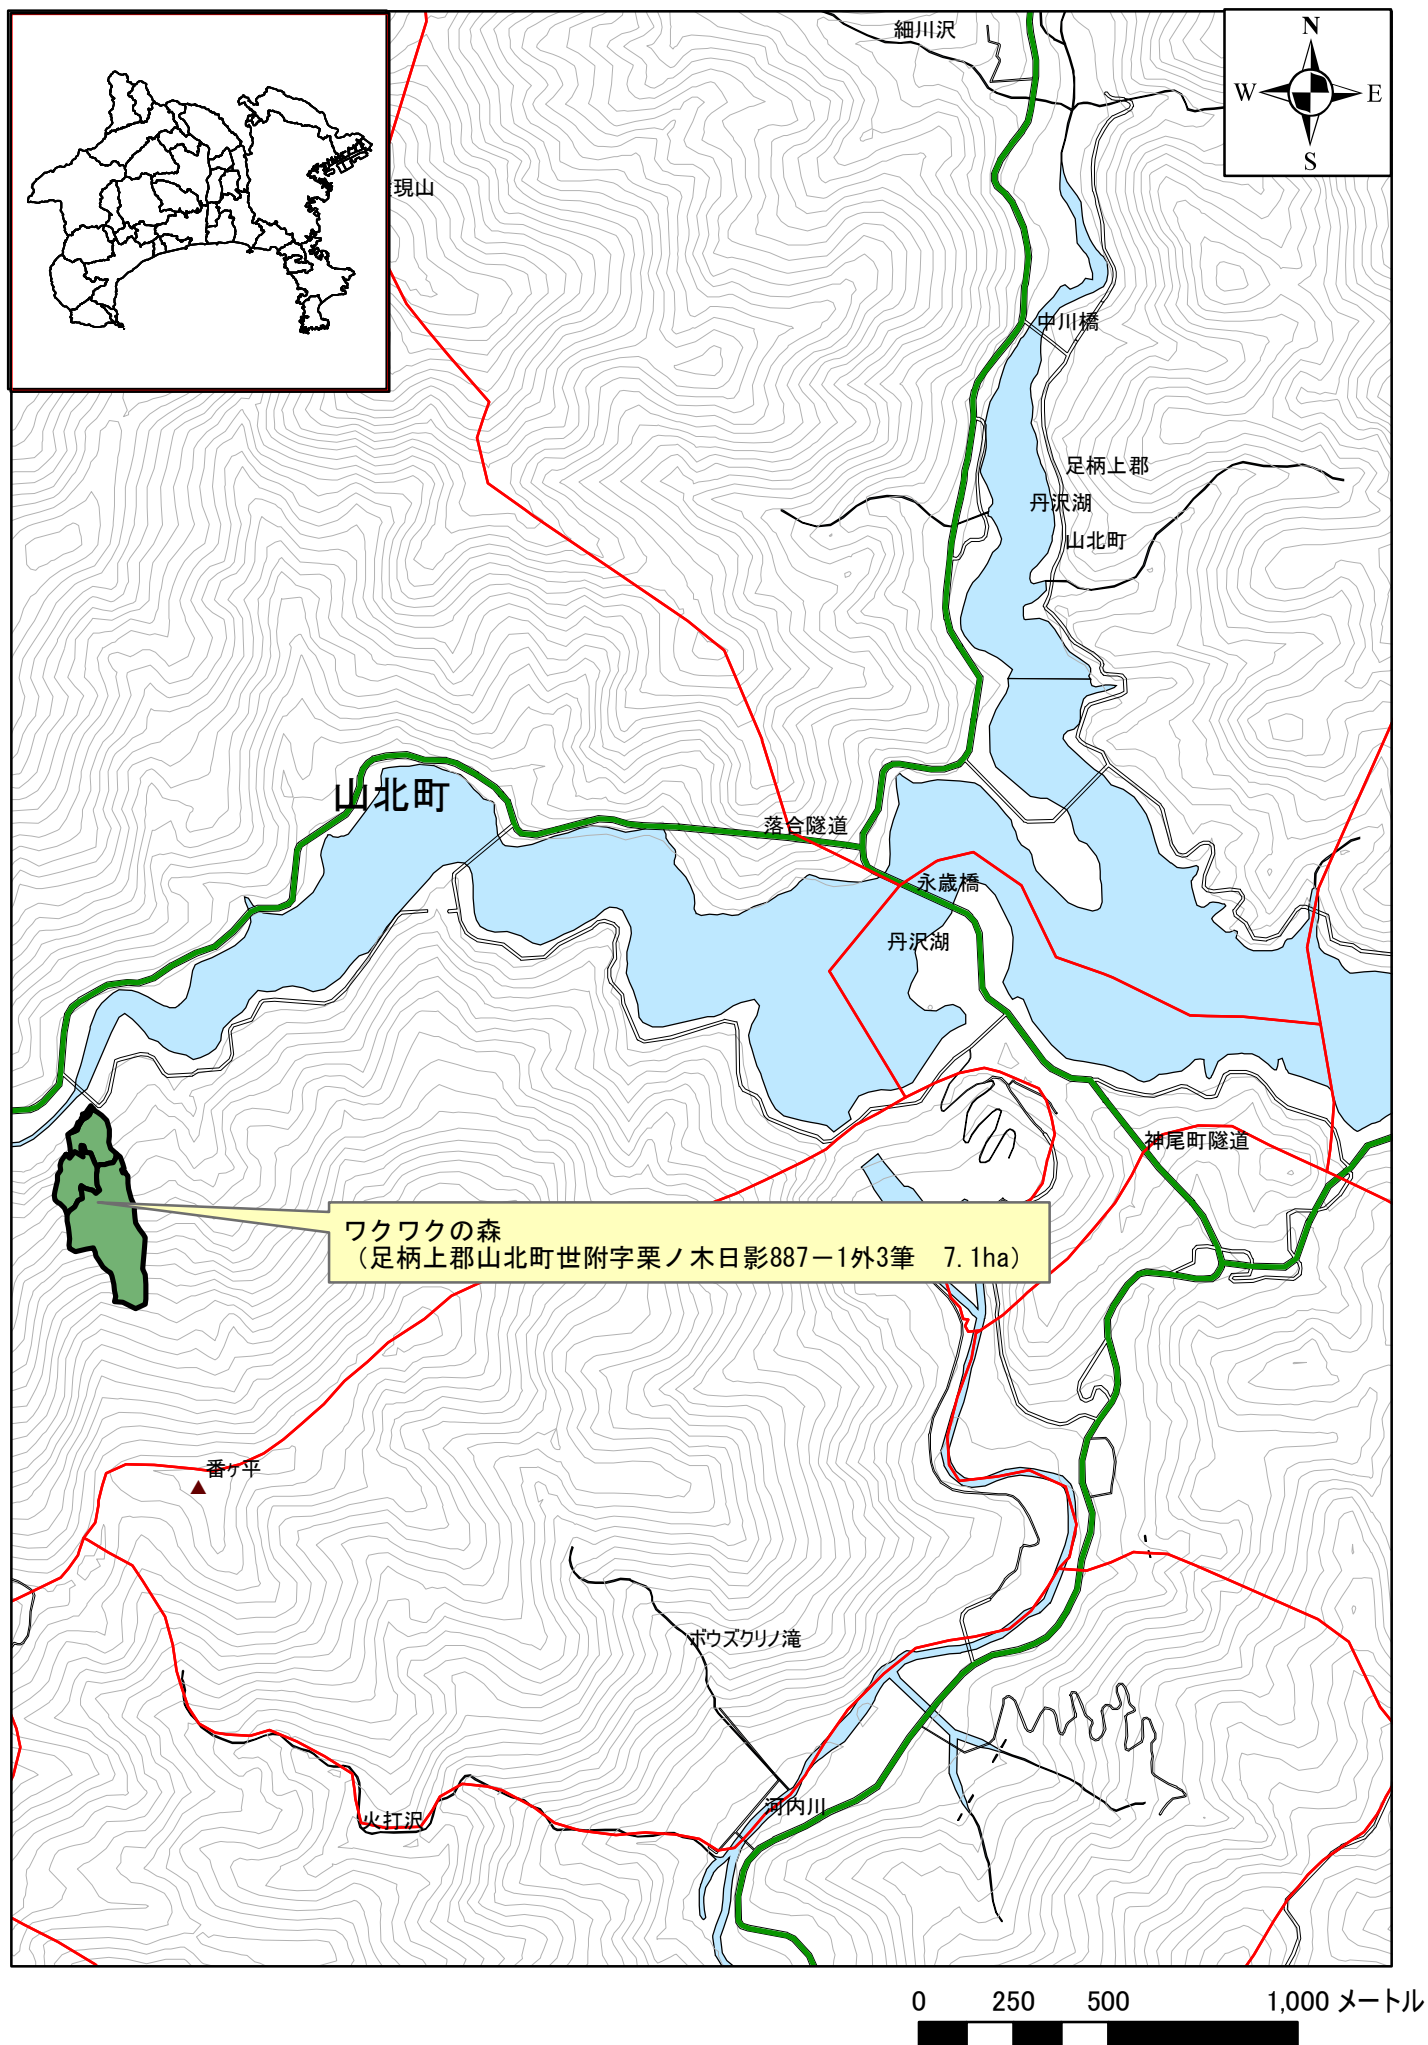 細川沢
N
W
E
S
現山
中川橋
足柄上郡
丹沢湖
山北町
山北町
落合隧道
永歳橋
丹沢湖
神尾町隧道
ワクワクの森
（足柄上郡山北町世附字栗ノ木日影887－1外3筆　7.1ha）
番ヶ平
ボウズクリノ滝
河内川
火打沢
0 250 500 1,000 メートル